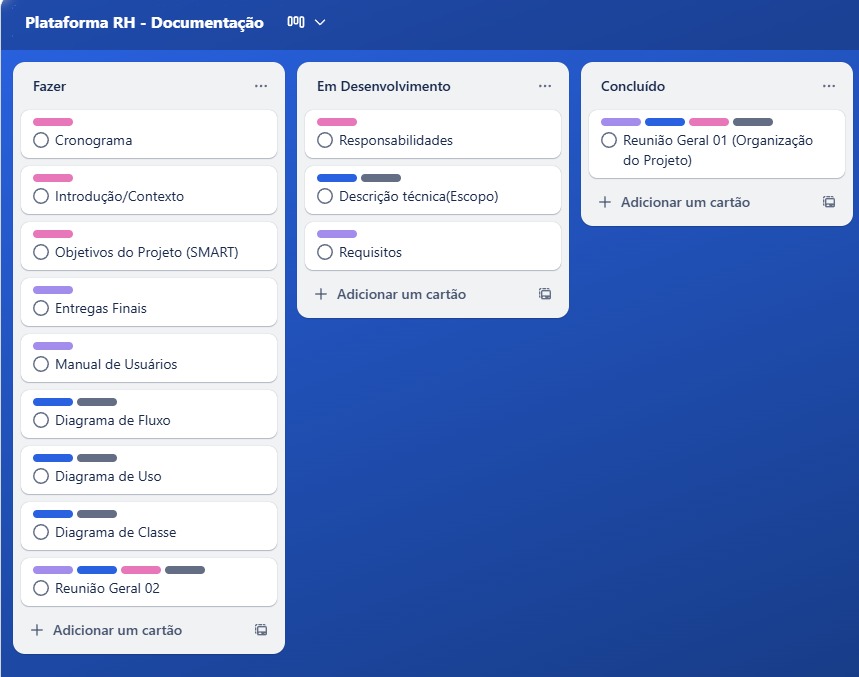 Plataforma RH - Documentação
Fazer
Cronograma
Introdução/Contexto
Objetivos do Projeto (SMART)
Entregas Finais
Manual de Usuários
Diagrama de Fluxo
Diagrama de Uso
Diagrama de Classe
Reunião Geral 02
Adicionar um cartão
Em Desenvolvimento
Responsabilidades
Descrição técnica(Escopo)
Requisitos
Adicionar um cartão
Concluído
Reunião Geral 01 (Organização
do Projeto)
Adicionar um cartão